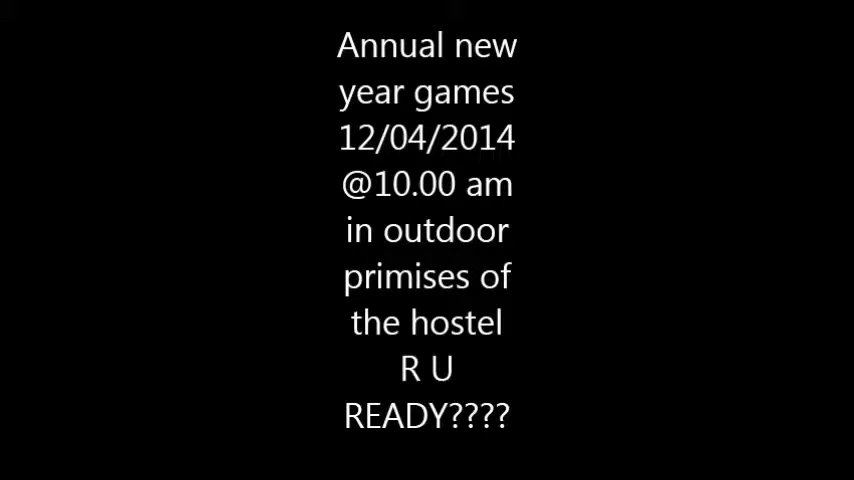 Annual new
year games
12/04/2014
@10.00 am
in outdoor
primises of
the hostel
R U
READY????